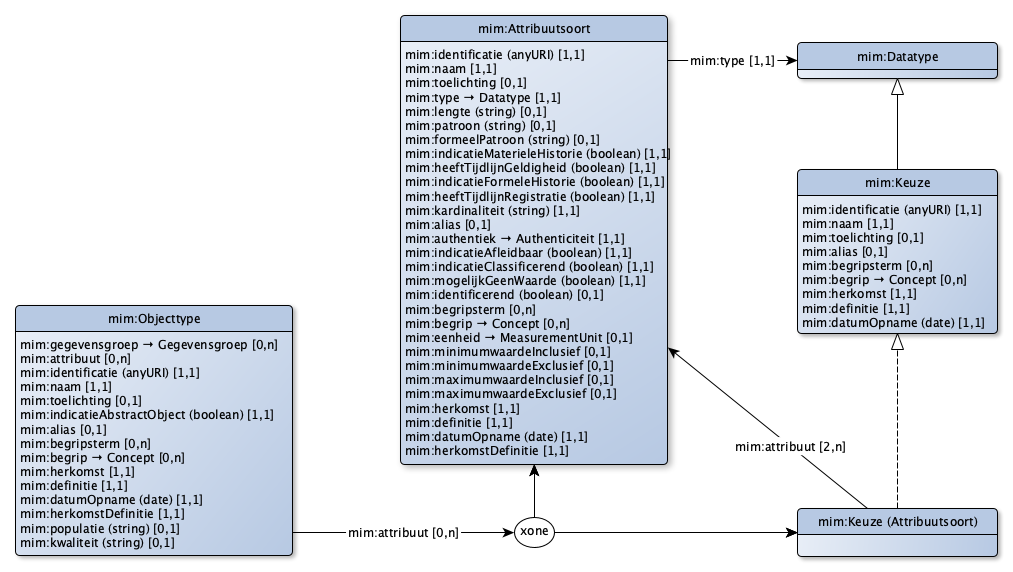 mim:Attribuutsoort
mim:identificatie (anyURI) [1,1]
mim:naam [1,1]
mim:toelichting [0,1]
mim:type → Datatype [1,1]
mim:lengte (string) [0,1]
mim:patroon (string) [0,1]
mim:formeelPatroon (string) [0,1]
mim:indicatieMaterieleHistorie (boolean) [1,1]
mim:heeftTijdlijnGeldigheid (boolean) [1,1]
mim:indicatieFormeleHistorie (boolean) [1,1]
mim:heeftTijdlijnRegistratie (boolean) [1,1]
mim:kardinaliteit (string) [1,1]
mim:alias [0,1]
mim:authentiek → Authenticiteit [1,1]
mim:indicatieAfleidbaar (boolean) [1,1]
mim:indicatieClassificerend (boolean) [1,1]
mim:mogelijkGeenWaarde (boolean) [1,1]
mim:identificerend (boolean) [0,1]
mim:begripsterm [0,n]
mim:begrip → Concept [0,n]
mim:eenheid → MeasurementUnit [0,1]
mim:minimumwaardeInclusief [0,1]
mim:minimumwaardeExclusief [0,1]
mim:maximumwaardeInclusief [0,1]
mim:maximumwaardeExclusief [0,1]
mim:herkomst [1,1]
mim:definitie [1,1]
mim:datumOpname (date) [1,1]
mim:herkomstDefinitie [1,1]
mim:type [1,1]
mim:Datatype
mim:Keuze
mim:identificatie (anyURI) [1,1]
mim:naam [1,1]
mim:toelichting [0,1]
mim:alias [0,1]
mim:begripsterm [0,n]
mim:begrip → Concept [0,n]
mim:herkomst [1,1]
mim:definitie [1,1]
mim:datumOpname (date) [1,1]
mim:Objecttype
mim:gegevensgroep → Gegevensgroep [0,n]
mim:attribuut [0,n]
mim:identificatie (anyURI) [1,1]
mim:naam [1,1]
mim:toelichting [0,1]
mim:indicatieAbstractObject (boolean) [1,1]
mim:alias [0,1]
mim:begripsterm [0,n]
mim:begrip → Concept [0,n]
mim:herkomst [1,1]
mim:definitie [1,1]
mim:datumOpname (date) [1,1]
mim:herkomstDefinitie [1,1]
mim:populatie (string) [0,1]
mim:kwaliteit (string) [0,1]
mim:attribuut [2,n]
mim:attribuut [0,n]
xone
mim:Keuze (Attribuutsoort)